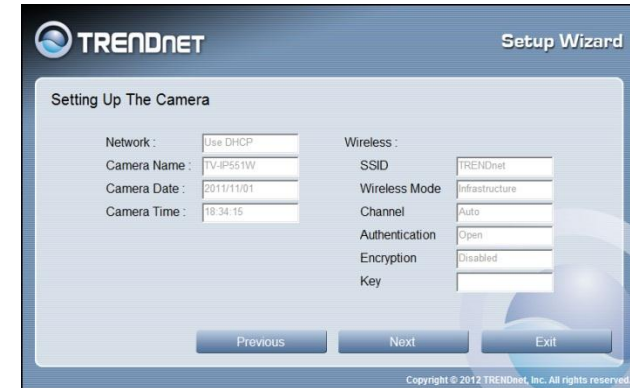 TRENDnet
Setup Wizard
Setting Up The Camera
Network : Use DHCP
Camera Name : TV-IP551W
Camera Date : 2011/11/01
Camera Time : 18:34:15
Wireless :
SSID TRENDnet
Wireless Mode Infrastructure
Channel Auto
Authentication Open
Encryption Disabled
Key
Previous
Next
Exit
Copyright © 2012 TRENDnet, Inc. All rights reserved